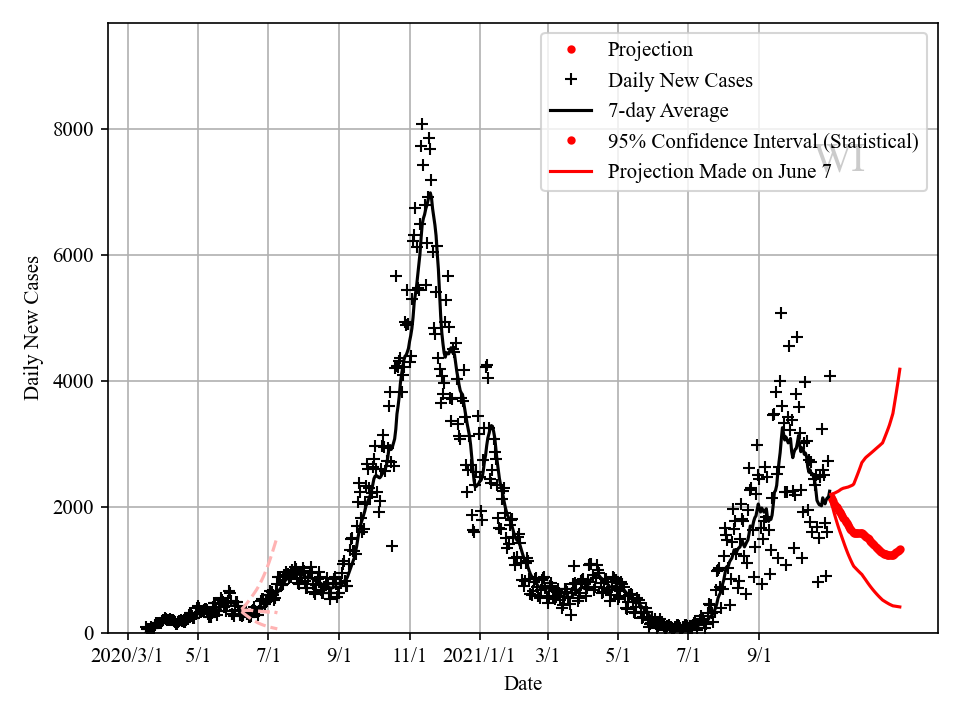 Projection
Daily New Cases
7-day Average
95% Confidence Interval (Statistical)
Projection Made on June 7
WI
8000
6000
4000
2000
0
Daily New Cases
2020/3/1 5/1 7/1 9/1 11/1 2021/1/1 3/1 5/1 7/1 9/1
Date